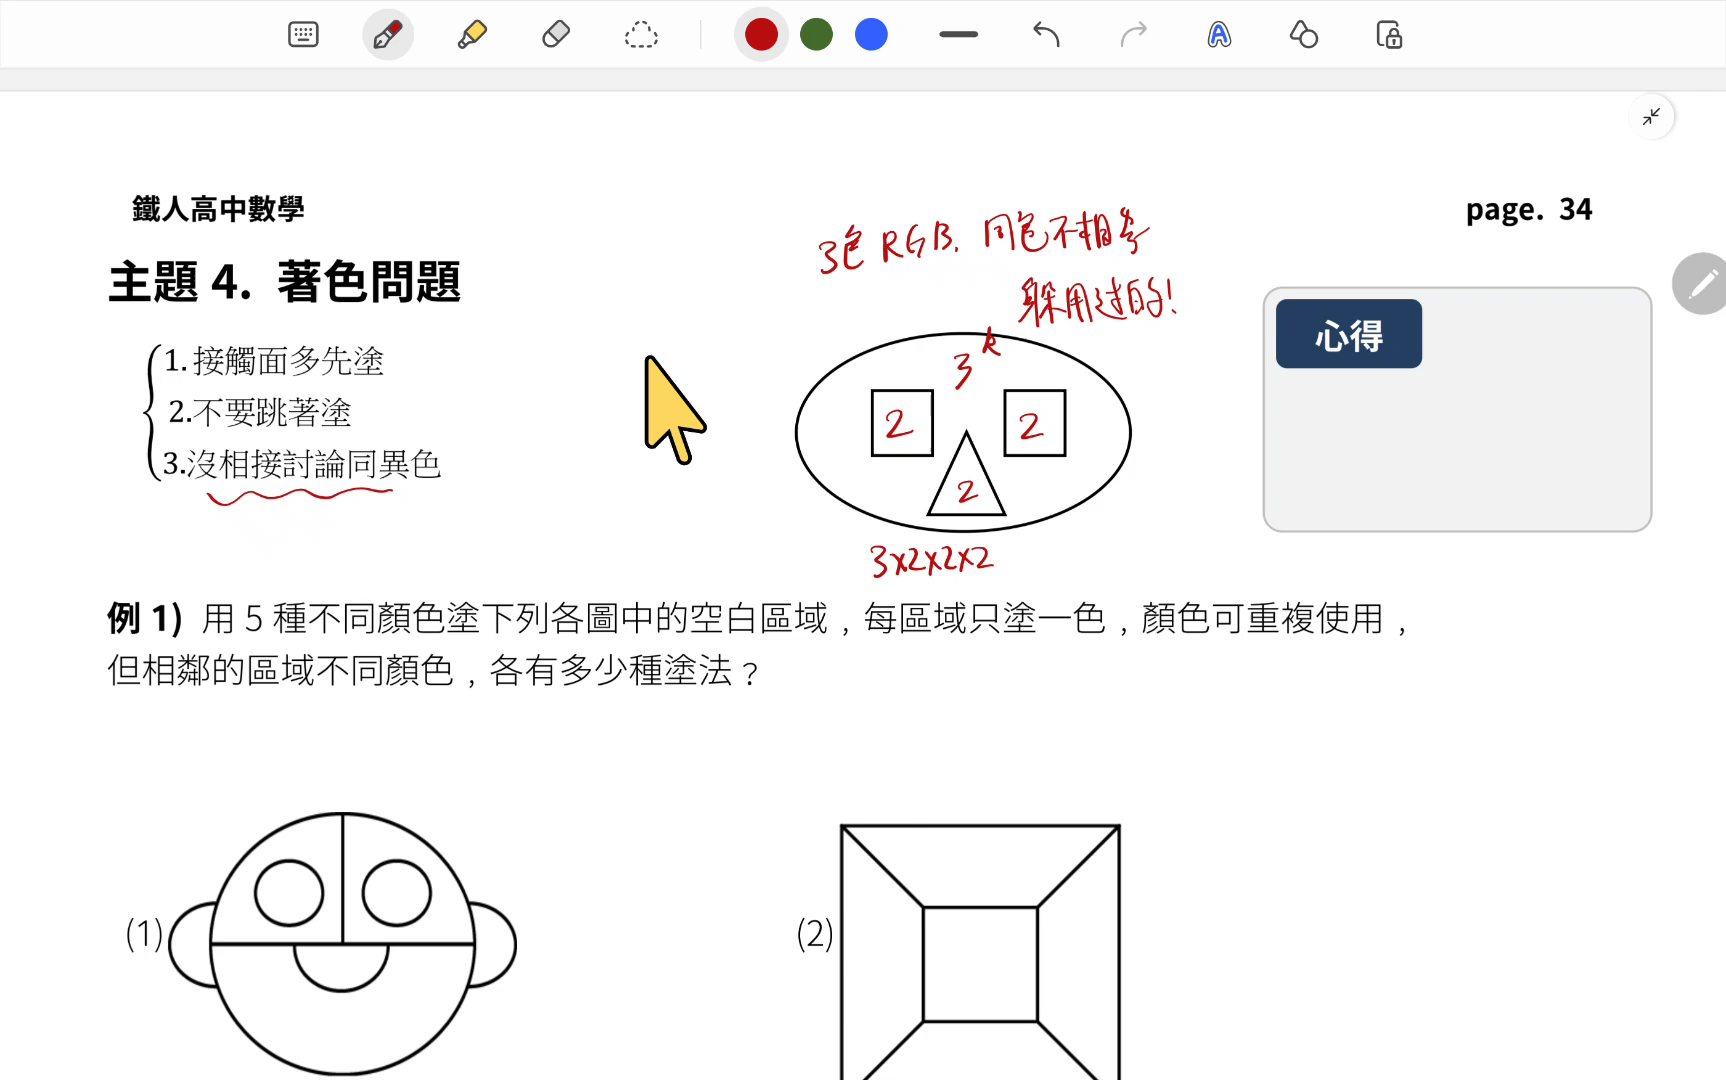 鐵人高中數學
page. 34
主題 4. 著色問題
3色 RGB. 同色不相鄰
躲用过的!
心得
1. 接觸面多先塗
2.不要跳著塗
3.沒相接討論同異色
3 R
2 2
2
3x2x2x2
例 1) 用 5 種不同顏色塗下列各圖中的空白區域，每區域只塗一色，顏色可重複使用，
但相鄰的區域不同顏色，各有多少種塗法？
(1) (2)